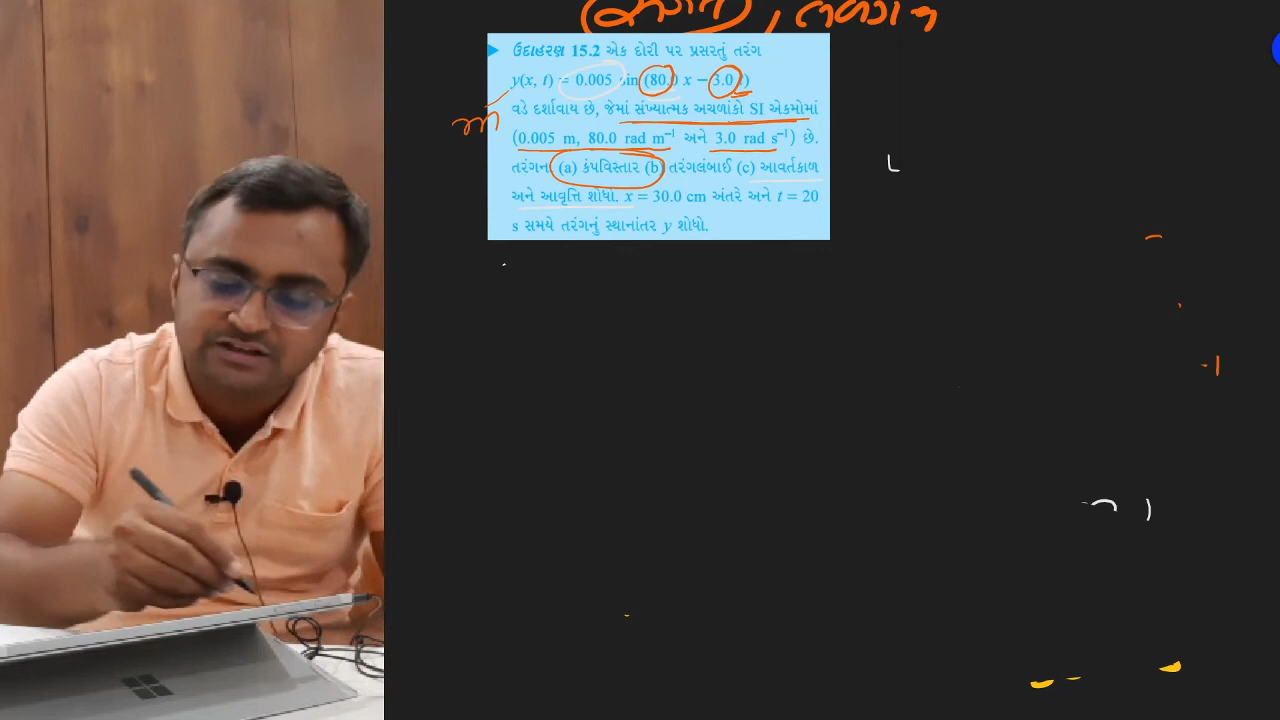 ઉદાહરણ 15.2 એક દોરી પર પ્રસરતું તરંગ
y(x, t) = 0.005 sin (80.0 x − 3.0 t)
વડે દર્શાવાય છે, જેમાં સંખ્યાત્મક અચળાંકો SI એકમોમાં
(0.005 m, 80.0 rad m⁻¹ અને 3.0 rad s⁻¹) છે.
તરંગના (a) કંપવિસ્તાર (b) તરંગલંબાઈ (c) આવર્તકાળ
અને આવૃત્તિ શોધો. x = 30.0 cm અંતરે અને t = 20
s સમયે તરંગનું સ્થાનાંતર y શોધો.